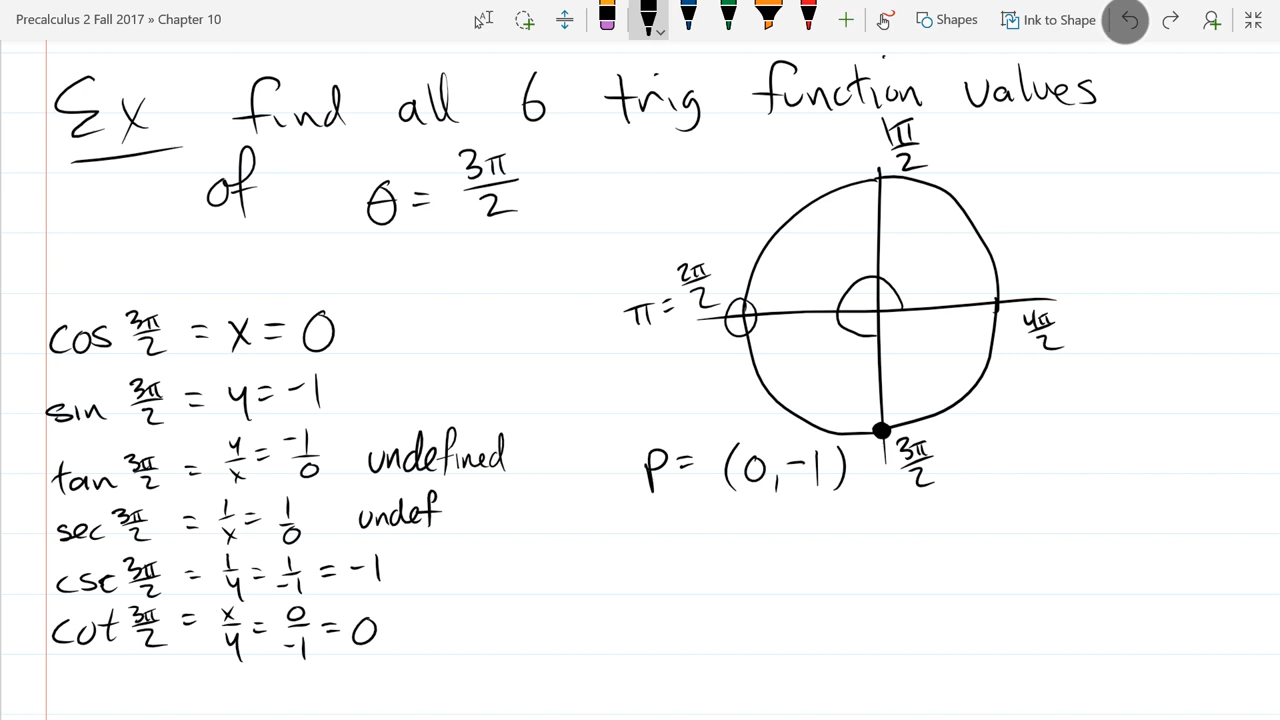 Precalculus 2 Fall 2017 » Chapter 10
Shapes
Ink to Shape
Ex find all 6 trig function values
of θ = 3π/2
1π/2
π = 2π/2
4π/2
3π/2
P = (0, -1)
cos 3π/2 = x = 0
sin 3π/2 = y = -1
tan 3π/2 = y/x = -1/0 undefined
sec 3π/2 = 1/x = 1/0 undef
csc 3π/2 = 1/y = 1/-1 = -1
cot 3π/2 = x/y = 0/-1 = 0